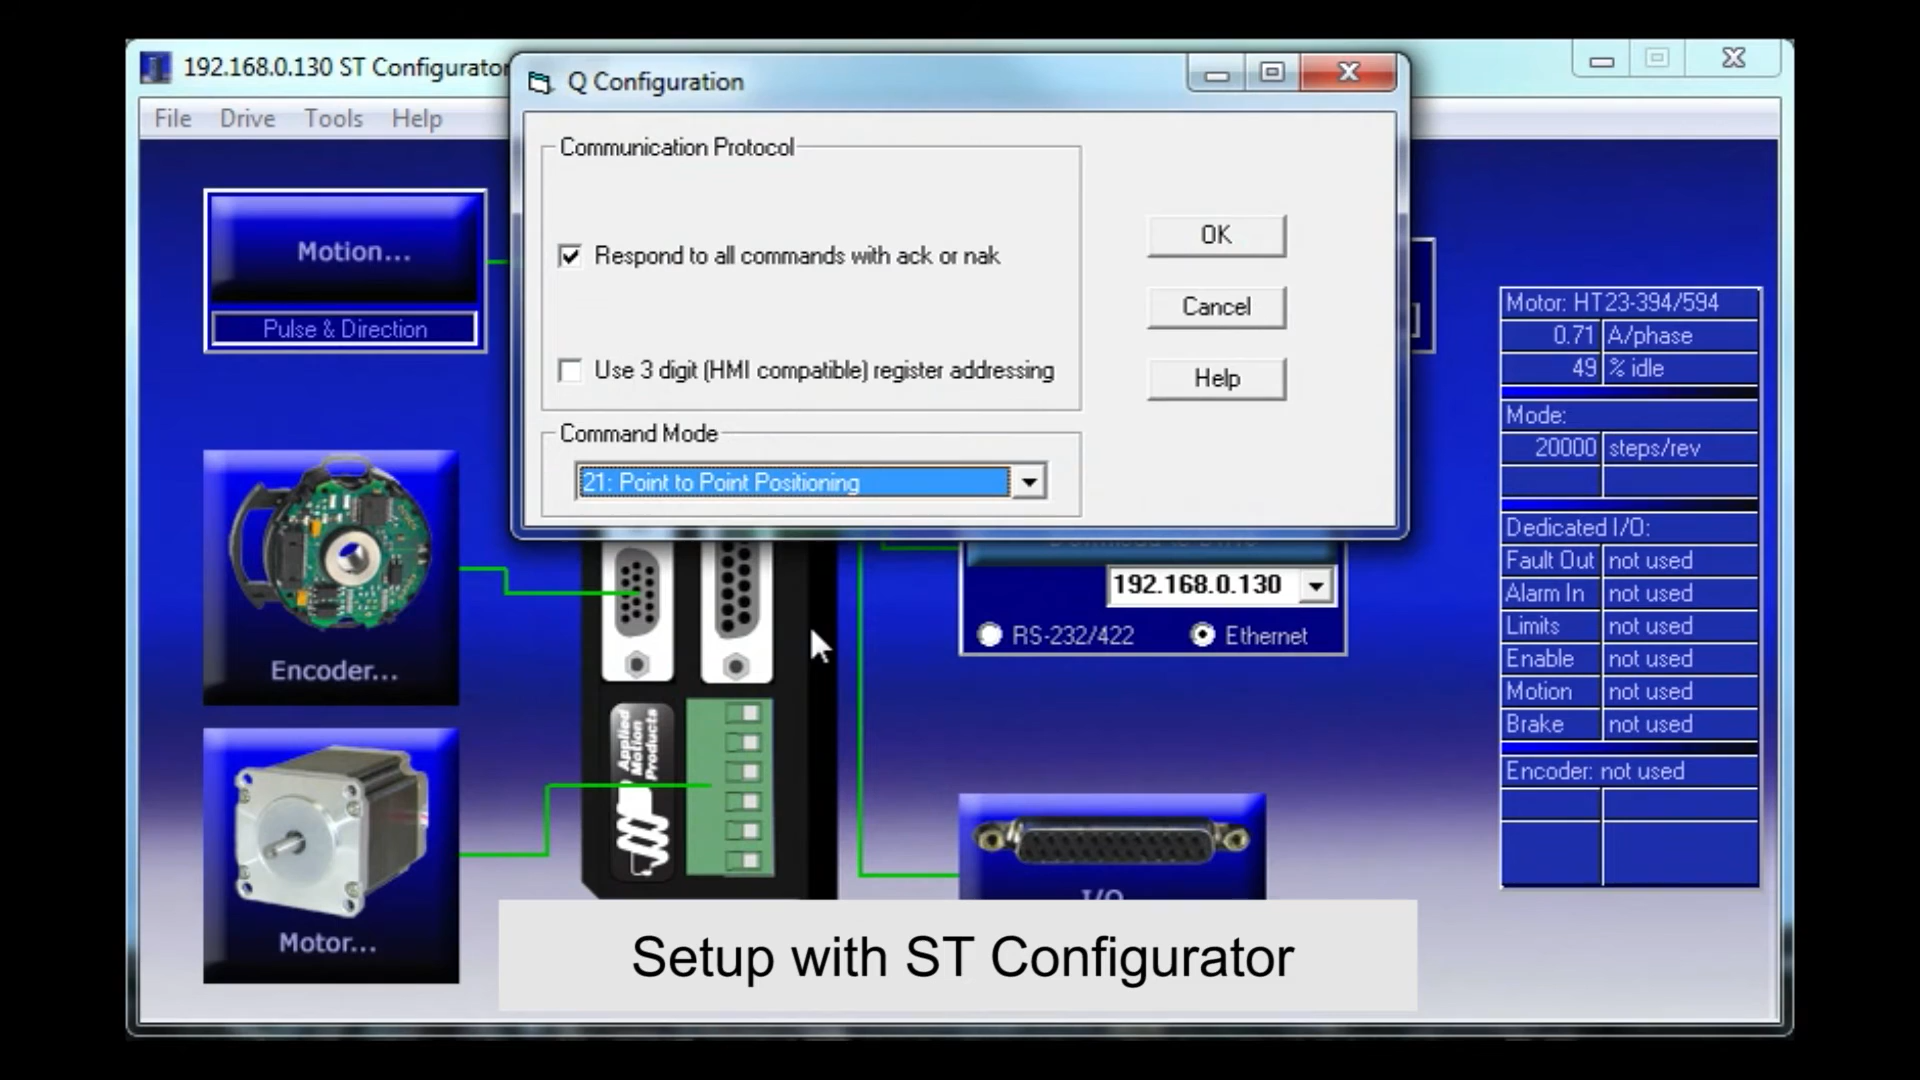 192.168.0.130 ST Configurator
Q Configuration
File Drive Tools Help
Communication Protocol
Respond to all commands with ack or nak
Use 3 digit (HMI compatible) register addressing
OK
Cancel
Help
Command Mode
21: Point to Point Positioning
Motion...
Pulse & Direction
Encoder...
Motor...
Applied
Motion
Products
192.168.0.130
RS-232/422 Ethernet
I/O
Motor: HT23-394/594
0.71 A/phase
49 % idle
Mode:
20000 steps/rev
Dedicated I/O:
Fault Out not used
Alarm In not used
Limits not used
Enable not used
Motion not used
Brake not used
Encoder: not used
Setup with ST Configurator